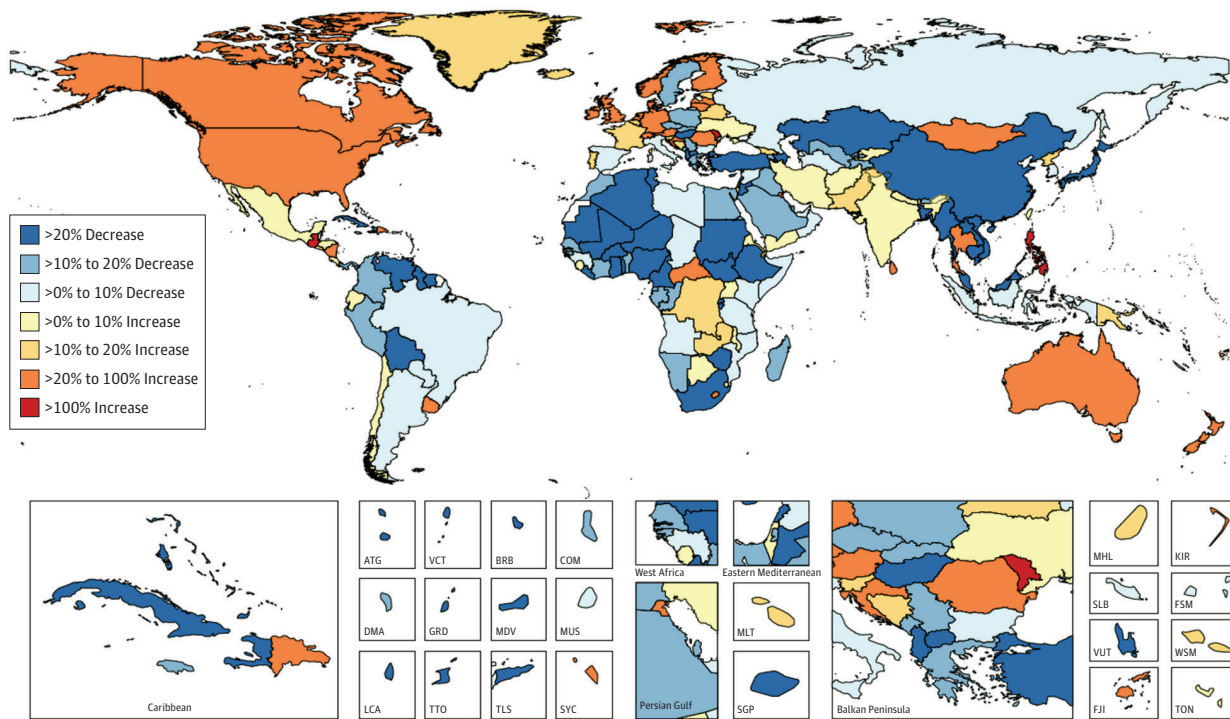 >20% Decrease
>10% to 20% Decrease
>0% to 10% Decrease
>0% to 10% Increase
>10% to 20% Increase
>20% to 100% Increase
>100% Increase
Caribbean
ATG
VCT
BRB
COM
DMA
GRD
MDV
MUS
LCA
TTO
TLS
SYC
West Africa
Eastern Mediterranean
Persian Gulf
MLT
SGP
Balkan Peninsula
MHL
KIR
SLB
FSM
VUT
WSM
FJI
TON